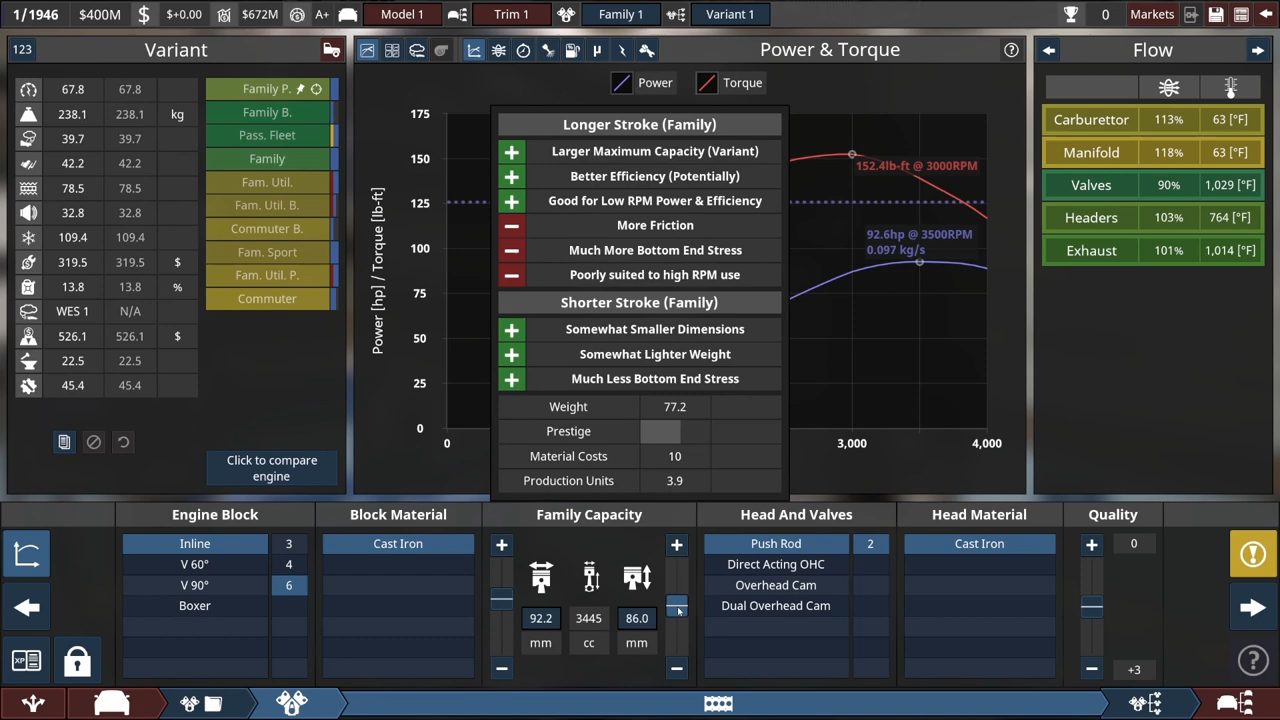 1/1946 $400M $+0.00 $672M A+ Model 1 Trim 1 Family 1 Variant 1 0 Markets
123 Variant
67.8 67.8
238.1 238.1 kg
39.7 39.7
42.2 42.2
78.5 78.5
32.8 32.8
109.4 109.4
319.5 319.5 $
13.8 13.8 %
WES 1 N/A
526.1 526.1 $
22.5 22.5
45.4 45.4
Family P.
Family B.
Pass. Fleet
Family
Fam. Util.
Fam. Util. B.
Commuter B.
Fam. Sport
Fam. Util. P.
Commuter
Click to compare
engine
Power & Torque
Power Torque
Power [hp] / Torque [lb-ft]
175
150
125
100
75
50
25
0
0 3,000 4,000
152.4lb-ft @ 3000RPM
92.6hp @ 3500RPM
0.097 kg/s
Longer Stroke (Family)
Larger Maximum Capacity (Variant)
Better Efficiency (Potentially)
Good for Low RPM Power & Efficiency
More Friction
Much More Bottom End Stress
Poorly suited to high RPM use
Shorter Stroke (Family)
Somewhat Smaller Dimensions
Somewhat Lighter Weight
Much Less Bottom End Stress
Weight 77.2
Prestige
Material Costs 10
Production Units 3.9
Flow
Carburettor 113% 63 [°F]
Manifold 118% 63 [°F]
Valves 90% 1,029 [°F]
Headers 103% 764 [°F]
Exhaust 101% 1,014 [°F]
Engine Block
Inline 3
V 60° 4
V 90° 6
Boxer
Block Material
Cast Iron
Family Capacity
92.2 3445 86.0
mm cc mm
Head And Valves
Push Rod 2
Direct Acting OHC
Overhead Cam
Dual Overhead Cam
Head Material
Cast Iron
Quality
0
+3
XP